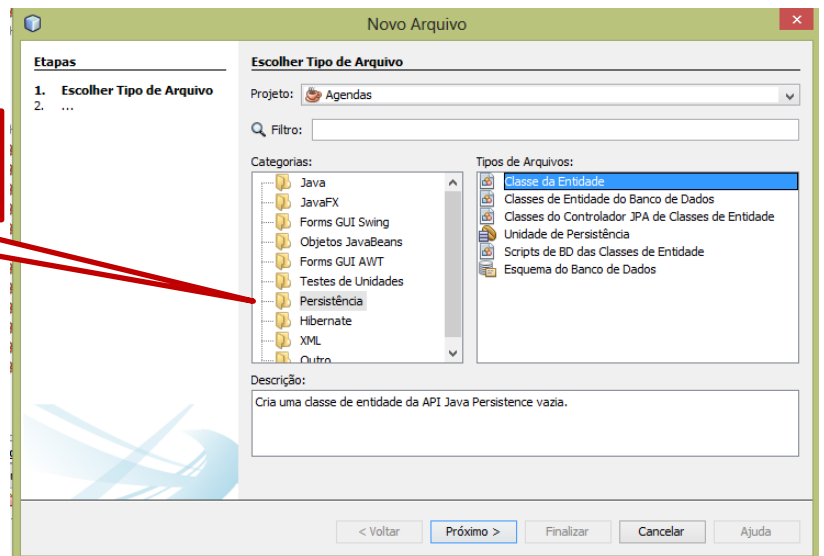 Novo Arquivo
Etapas
1. Escolher Tipo de Arquivo
2. ...
Escolher Tipo de Arquivo
Projeto: Agendas
Filtro:
Categorias:
Java
JavaFX
Forms GUI Swing
Objetos JavaBeans
Forms GUI AWT
Testes de Unidades
Persistência
Hibernate
XML
Outro
Tipos de Arquivos:
Classe da Entidade
Classes de Entidade do Banco de Dados
Classes do Controlador JPA de Classes de Entidade
Unidade de Persistência
Scripts de BD das Classes de Entidade
Esquema do Banco de Dados
Descrição:
Cria uma classe de entidade da API Java Persistence vazia.
< Voltar
Próximo >
Finalizar
Cancelar
Ajuda